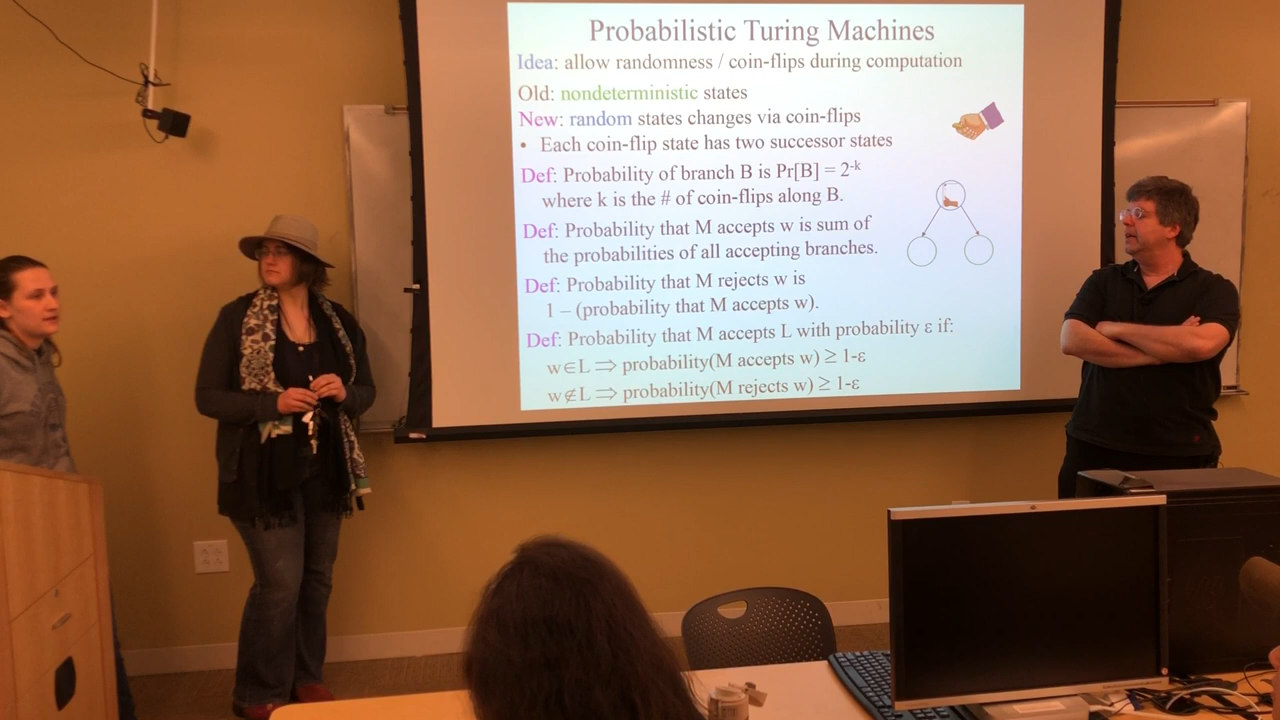 Probabilistic Turing Machines
Idea: allow randomness / coin-flips during computation
Old: nondeterministic states
New: random states changes via coin-flips
• Each coin-flip state has two successor states
Def: Probability of branch B is Pr[B] = 2⁻ᵏ
where k is the # of coin-flips along B.
Def: Probability that M accepts w is sum of
the probabilities of all accepting branches.
Def: Probability that M rejects w is
1 – (probability that M accepts w).
Def: Probability that M accepts L with probability ε if:
w∈L ⇒ probability(M accepts w) ≥ 1-ε
w∉L ⇒ probability(M rejects w) ≥ 1-ε